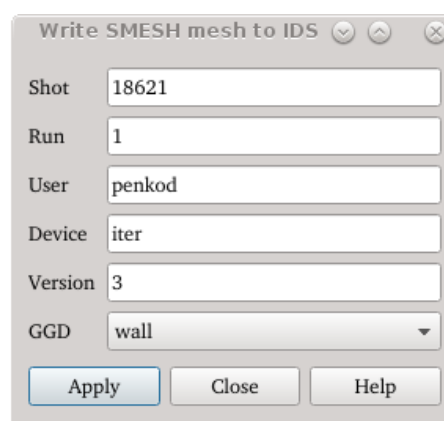 Write SMESH mesh to IDS
Shot 18621
Run 1
User penkod
Device iter
Version 3
GGD wall
Apply Close Help